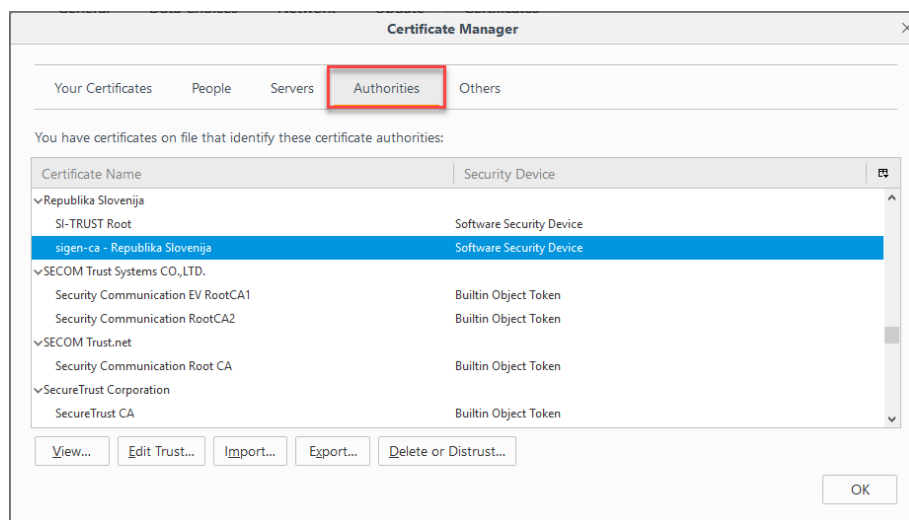 Certificate Manager
Your Certificates People Servers Authorities Others
You have certificates on file that identify these certificate authorities:
Certificate Name Security Device
Republika Slovenija
SI-TRUST Root Software Security Device
sigen-ca - Republika Slovenija Software Security Device
SECOM Trust Systems CO.,LTD.
Security Communication EV RootCA1 Builtin Object Token
Security Communication RootCA2 Builtin Object Token
SECOM Trust.net
Security Communication Root CA Builtin Object Token
SecureTrust Corporation
SecureTrust CA Builtin Object Token
View... Edit Trust... Import... Export... Delete or Distrust...
OK